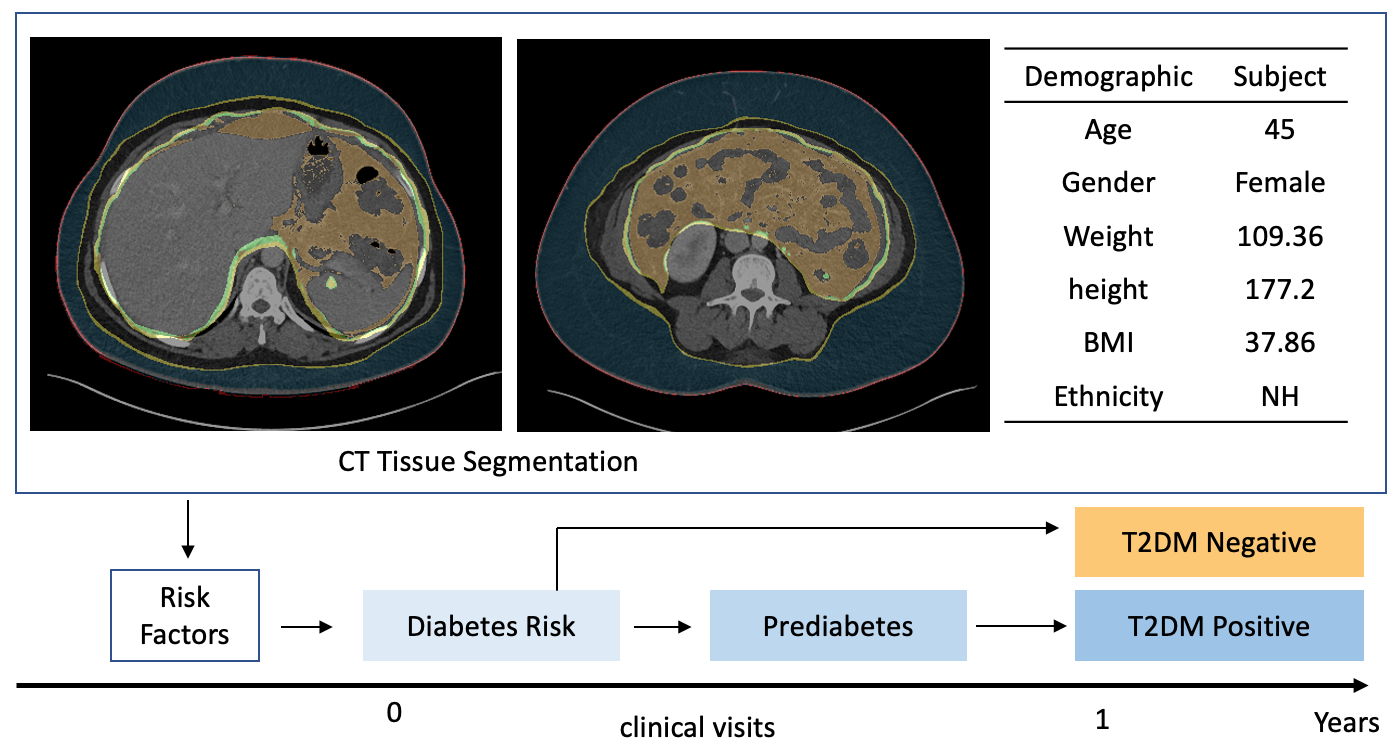 Demographic Subject
Age 45
Gender Female
Weight 109.36
height 177.2
BMI 37.86
Ethnicity NH
CT Tissue Segmentation
T2DM Negative
Risk
Factors
Diabetes Risk
Prediabetes
T2DM Positive
0
clinical visits
1
Years